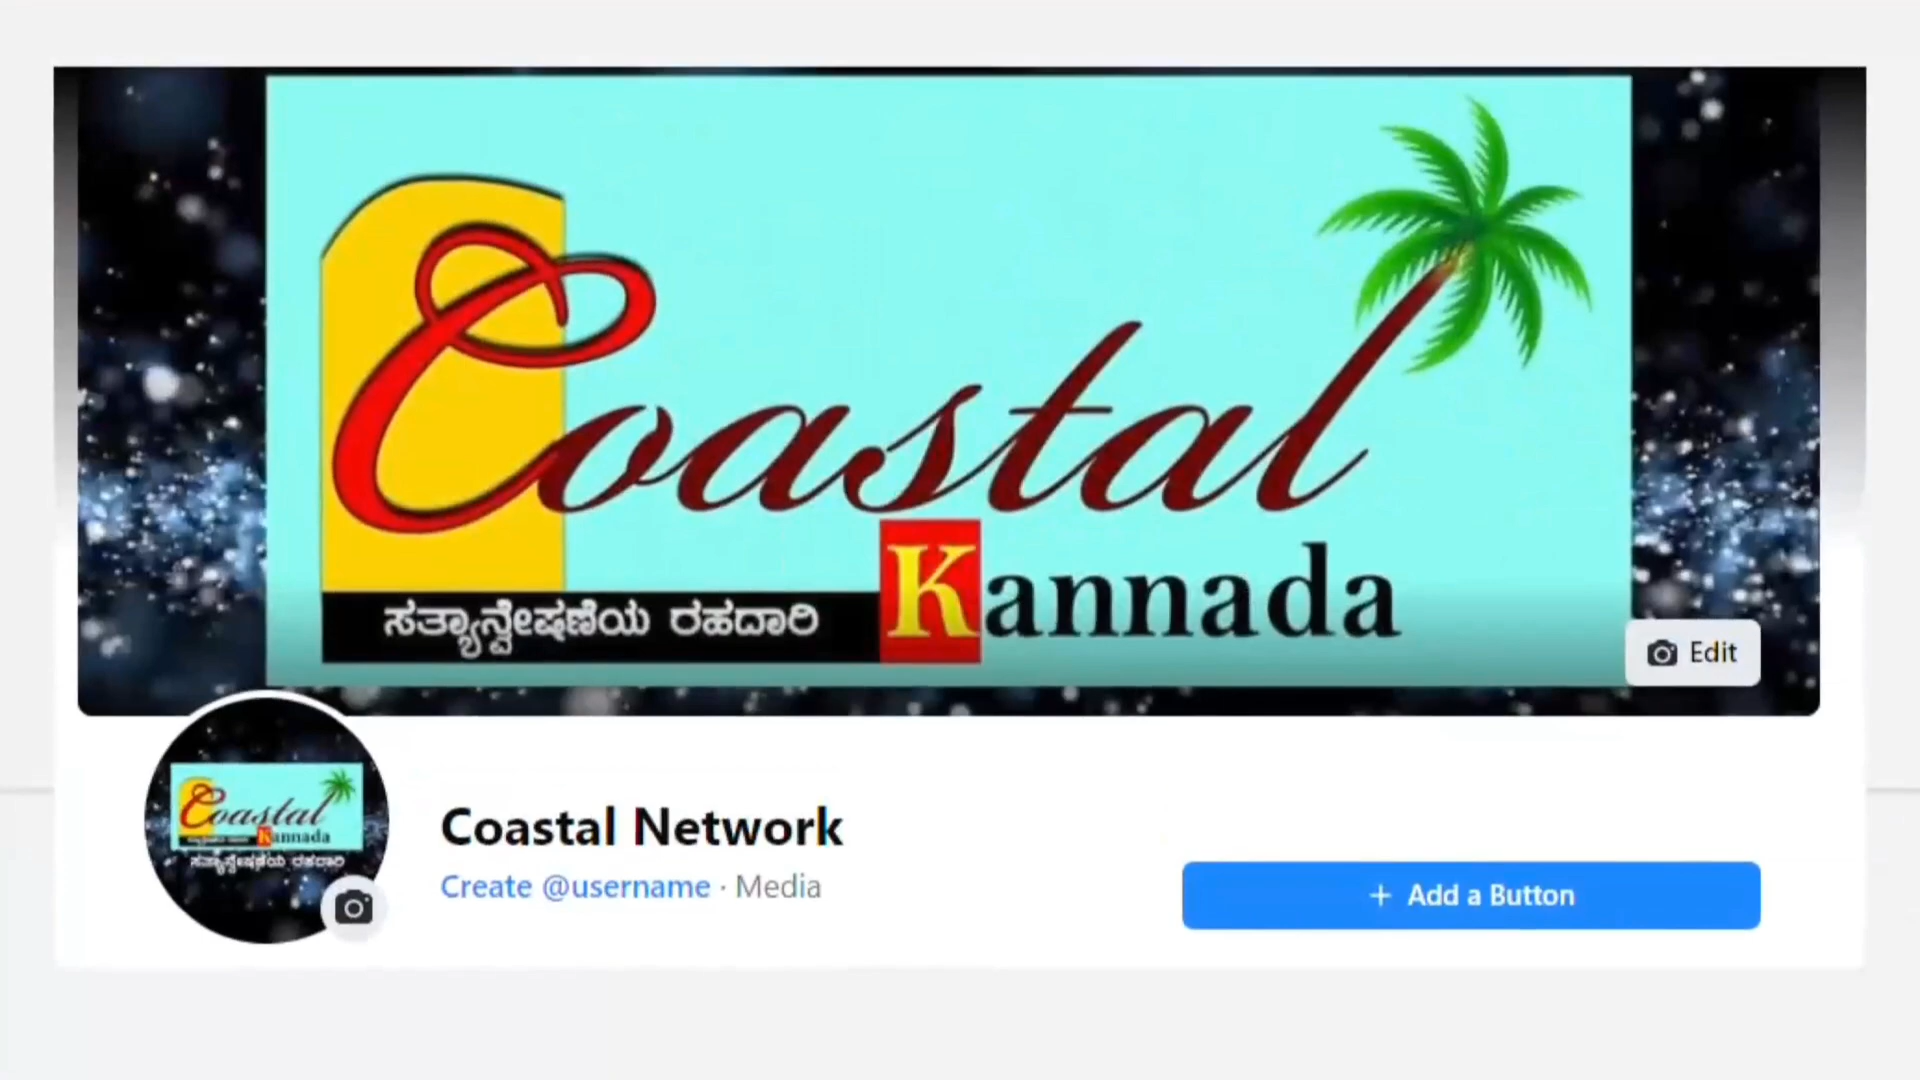 Coastal
Kannada
ಸತ್ಯಾನ್ವೇಷಣೆಯ ರಹದಾರಿ
Edit
Coastal
Kannada
ಸತ್ಯಾನ್ವೇಷಣೆಯ ರಹದಾರಿ
Coastal Network
Create @username · Media
+ Add a Button